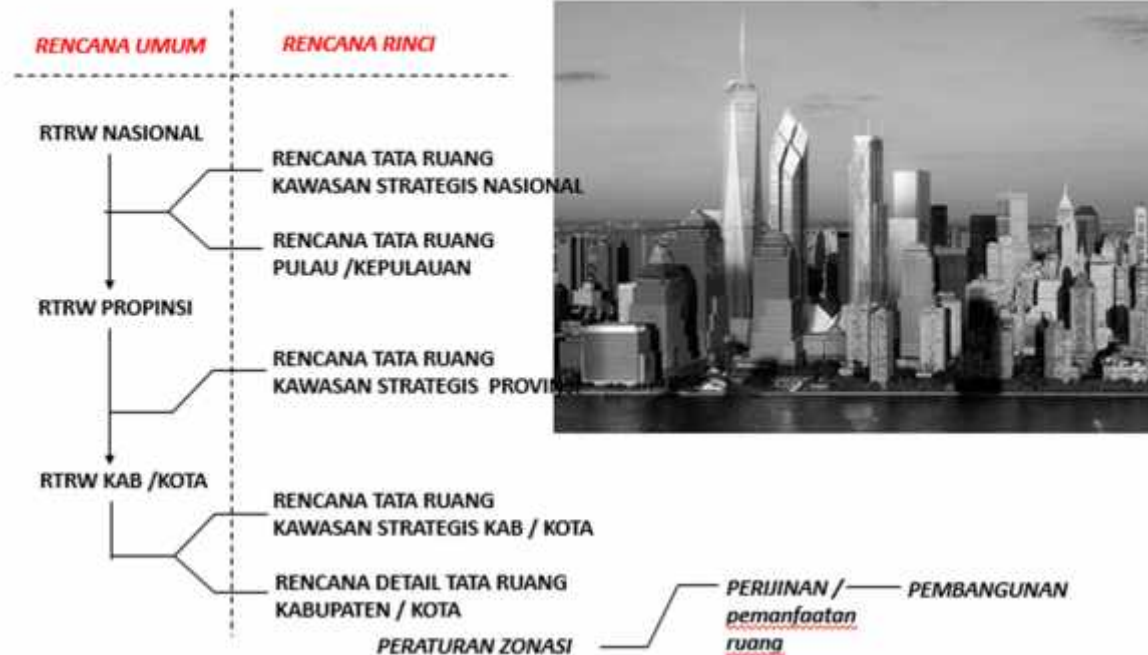 RENCANA UMUM
RENCANA RINCI
RTRW NASIONAL
RENCANA TATA RUANG
KAWASAN STRATEGIS NASIONAL
RENCANA TATA RUANG
PULAU /KEPULAUAN
RTRW PROPINSI
RENCANA TATA RUANG
KAWASAN STRATEGIS PROVINSI
RTRW KAB /KOTA
RENCANA TATA RUANG
KAWASAN STRATEGIS KAB / KOTA
RENCANA DETAIL TATA RUANG
KABUPATEN / KOTA
PERATURAN ZONASI
PERIJINAN /
pemanfaatan
ruang
PEMBANGUNAN